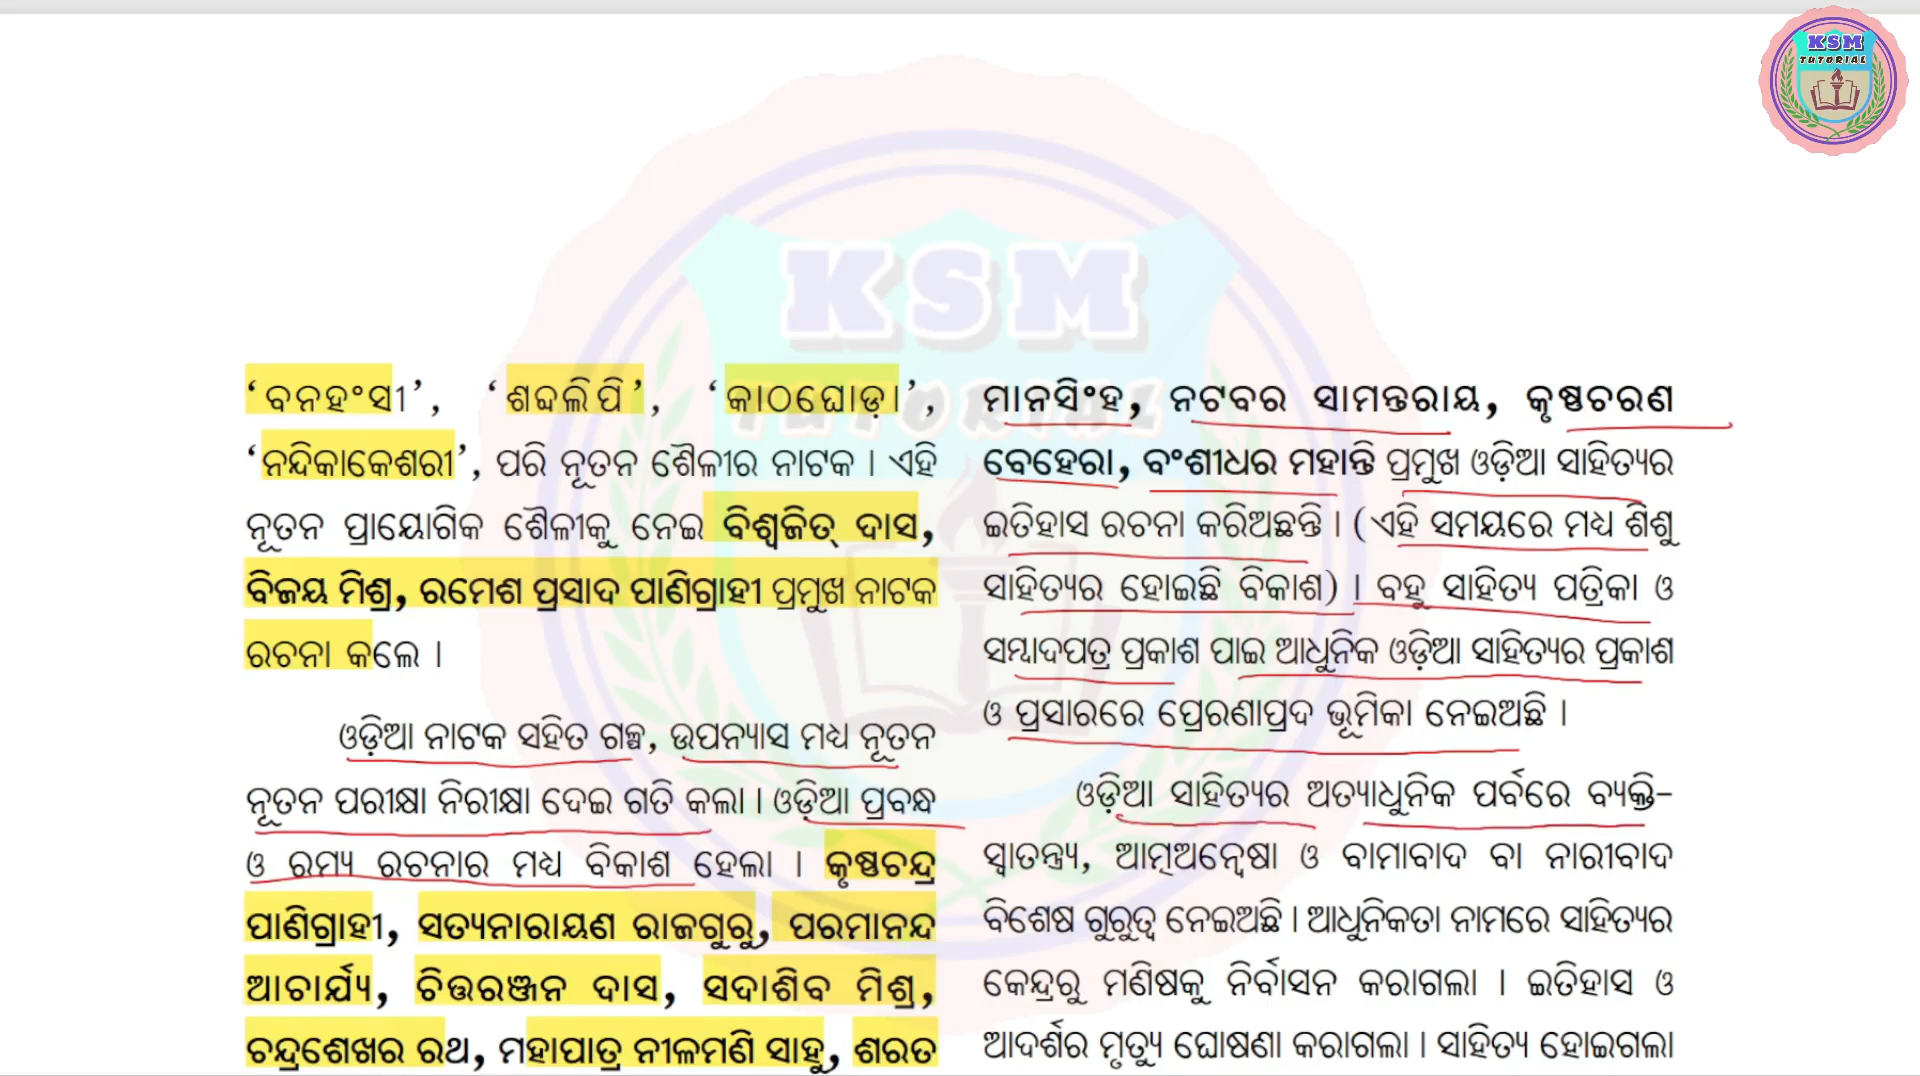 KSM
TUTORIAL
KSM
TUTORIAL
‘ବନହଂସୀ’, ‘ଶବ୍ଦଲିପି’, ‘କାଠଘୋଡ଼ା’,
‘ନନ୍ଦିକାକେଶରୀ’, ପରି ନୂତନ ଶୈଳୀର ନାଟକ । ଏହି
ନୂତନ ପ୍ରାୟୋଗିକ ଶୈଳୀକୁ ନେଇ ବିଶ୍ୱଜିତ୍ ଦାସ,
ବିଜୟ ମିଶ୍ର, ରମେଶ ପ୍ରସାଦ ପାଣିଗ୍ରାହୀ ପ୍ରମୁଖ ନାଟକ
ରଚନା କଲେ ।
ଓଡ଼ିଆ ନାଟକ ସହିତ ଗଳ୍ପ, ଉପନ୍ୟାସ ମଧ୍ୟ ନୂତନ
ନୂତନ ପରୀକ୍ଷା ନିରୀକ୍ଷା ଦେଇ ଗତି କଲା । ଓଡ଼ିଆ ପ୍ରବନ୍ଧ
ଓ ରମ୍ୟ ରଚନାର ମଧ୍ୟ ବିକାଶ ହେଲା । କୃଷ୍ଣଚନ୍ଦ୍ର
ପାଣିଗ୍ରାହୀ, ସତ୍ୟନାରାୟଣ ରାଜଗୁରୁ, ପରମାନନ୍ଦ
ଆଚାର୍ଯ୍ୟ, ଚିତ୍ତରଞ୍ଜନ ଦାସ, ସଦାଶିବ ମିଶ୍ର,
ଚନ୍ଦ୍ରଶେଖର ରଥ, ମହାପାତ୍ର ନୀଳମଣି ସାହୁ, ଶରତ
ମାନସିଂହ, ନଟବର ସାମନ୍ତରାୟ, କୃଷ୍ଣଚରଣ
ବେହେରା, ବଂଶୀଧର ମହାନ୍ତି ପ୍ରମୁଖ ଓଡ଼ିଆ ସାହିତ୍ୟର
ଇତିହାସ ରଚନା କରିଅଛନ୍ତି । (ଏହି ସମୟରେ ମଧ୍ୟ ଶିଶୁ
ସାହିତ୍ୟର ହୋଇଛି ବିକାଶ) । ବହୁ ସାହିତ୍ୟ ପତ୍ରିକା ଓ
ସମ୍ବାଦପତ୍ର ପ୍ରକାଶ ପାଇ ଆଧୁନିକ ଓଡ଼ିଆ ସାହିତ୍ୟର ପ୍ରକାଶ
ଓ ପ୍ରସାରରେ ପ୍ରେରଣାପ୍ରଦ ଭୂମିକା ନେଇଅଛି ।
ଓଡ଼ିଆ ସାହିତ୍ୟର ଅତ୍ୟାଧୁନିକ ପର୍ବରେ ବ୍ୟକ୍ତି–
ସ୍ୱାତନ୍ତ୍ର୍ୟ, ଆତ୍ମଅନ୍ୱେଷା ଓ ବାମାବାଦ ବା ନାରୀବାଦ
ବିଶେଷ ଗୁରୁତ୍ୱ ନେଇଅଛି । ଆଧୁନିକତା ନାମରେ ସାହିତ୍ୟର
କେନ୍ଦ୍ରରୁ ମଣିଷକୁ ନିର୍ବାସନ କରାଗଲା । ଇତିହାସ ଓ
ଆଦର୍ଶର ମୃତ୍ୟୁ ଘୋଷଣା କରାଗଲା । ସାହିତ୍ୟ ହୋଇଗଲା